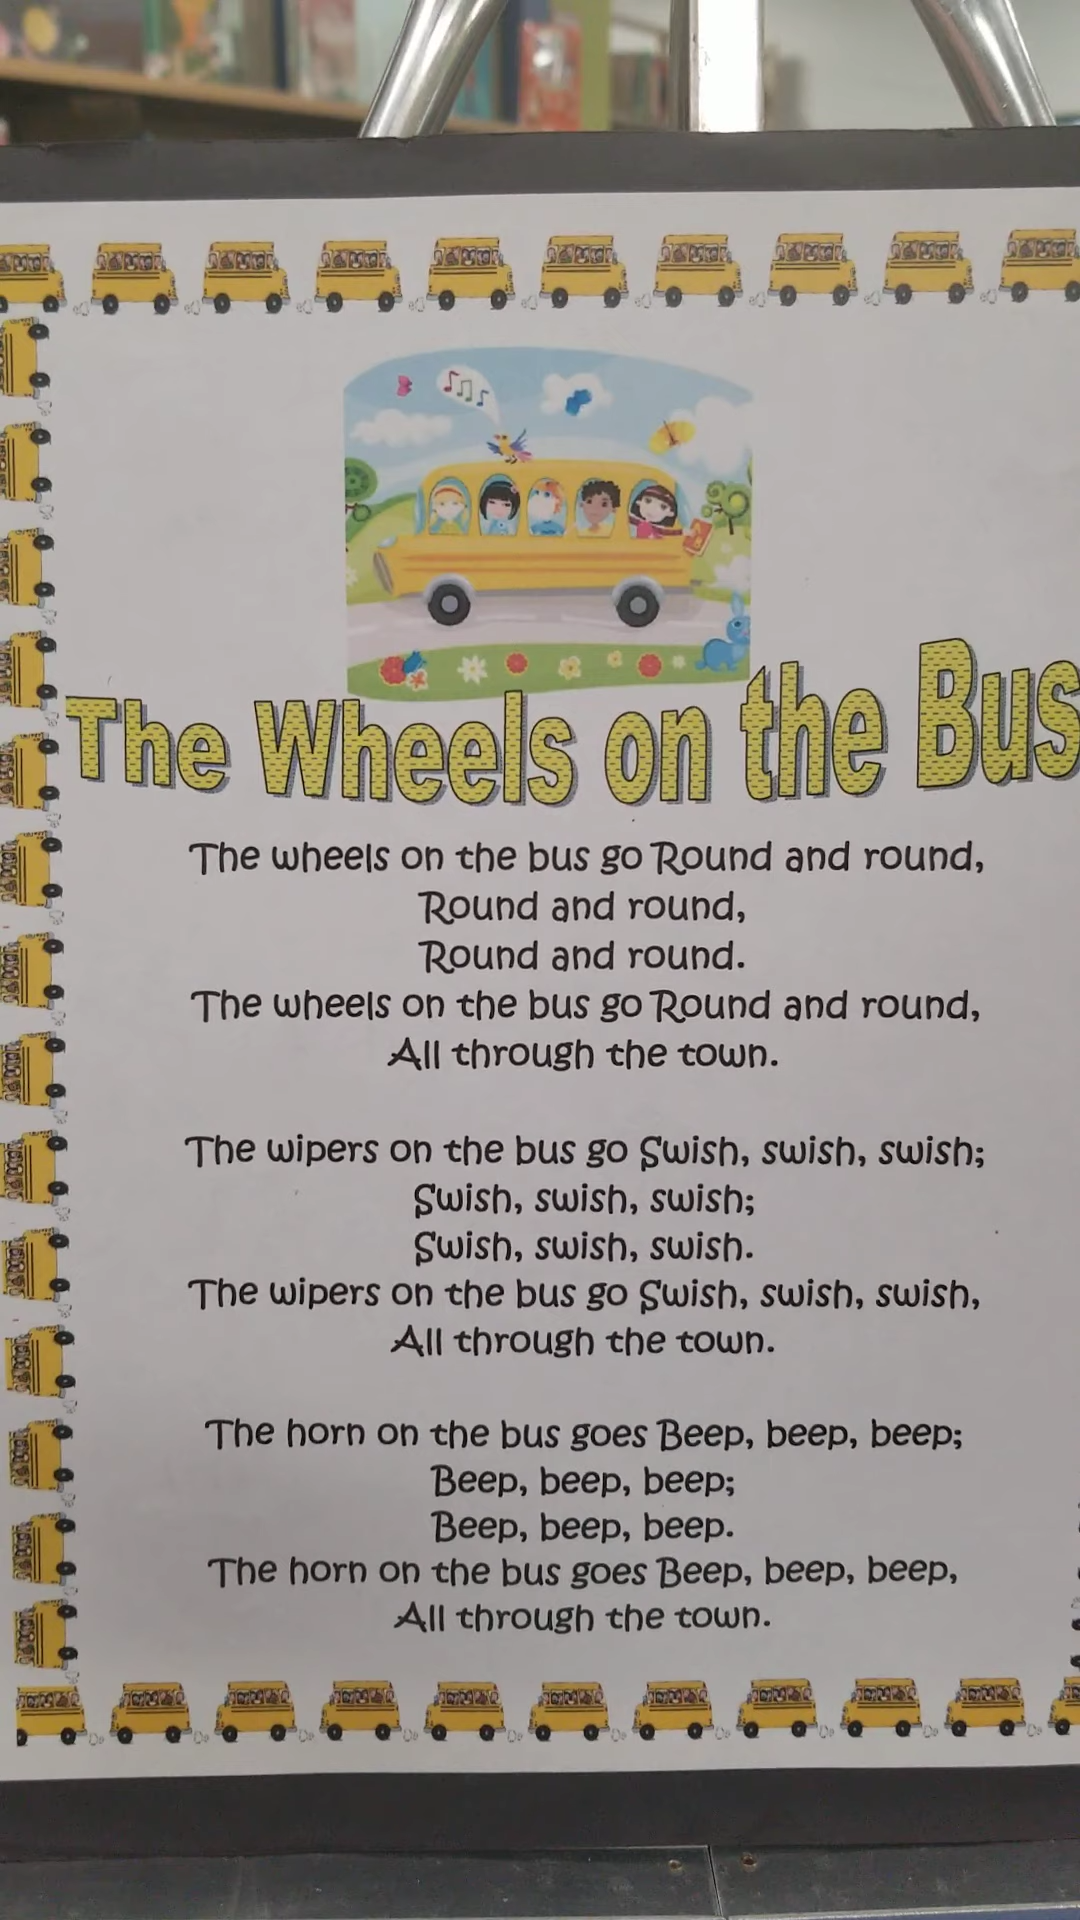 The Wheels on the Bus
The wheels on the bus go Round and round,
Round and round,
Round and round.
The wheels on the bus go Round and round,
All through the town.
The wipers on the bus go Swish, swish, swish;
Swish, swish, swish;
Swish, swish, swish.
The wipers on the bus go Swish, swish, swish,
All through the town.
The horn on the bus goes Beep, beep, beep;
Beep, beep, beep;
Beep, beep, beep.
The horn on the bus goes Beep, beep, beep,
All through the town.